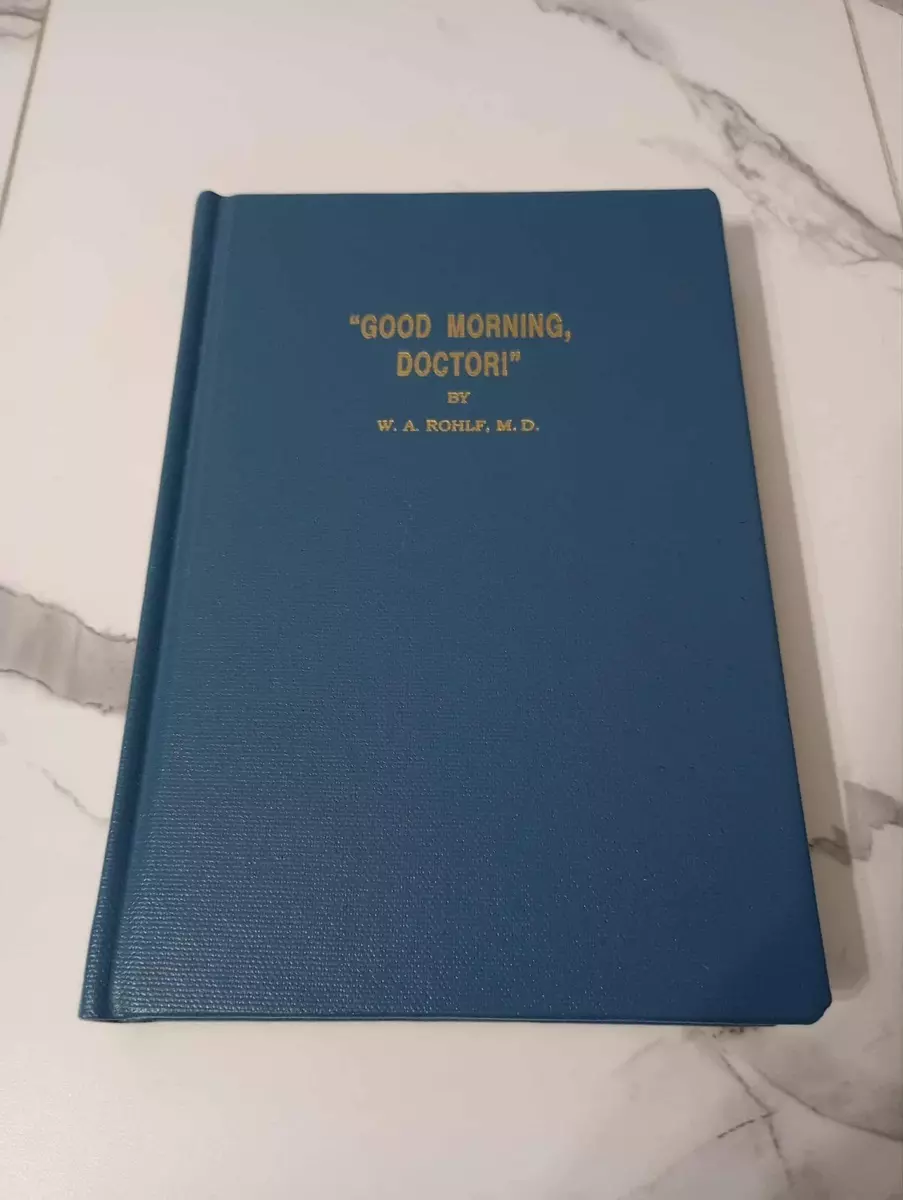 “GOOD MORNING,
DOCTOR!”
BY
W. A. ROHLF, M. D.